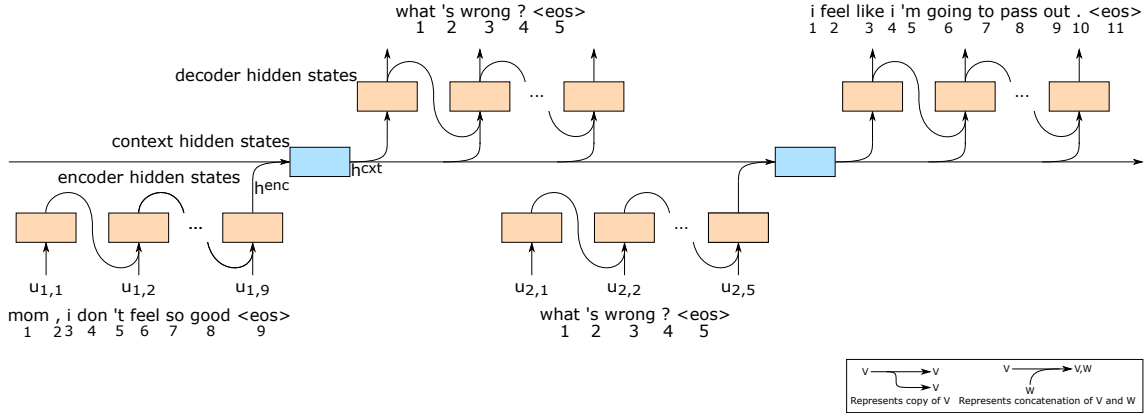 what 's wrong ? <eos>
1 2 3 4 5
i feel like i 'm going to pass out . <eos>
1 2 3 4 5 6 7 8 9 10 11
decoder hidden states
...
...
context hidden states
h^cxt
encoder hidden states
h^enc
...
...
u1,1 u1,2 u1,9
u2,1 u2,2 u2,5
mom , i don 't feel so good <eos>
1 2 3 4 5 6 7 8 9
what 's wrong ? <eos>
1 2 3 4 5
V V
V
Represents copy of V
V V,W
W
Represents concatenation of V and W